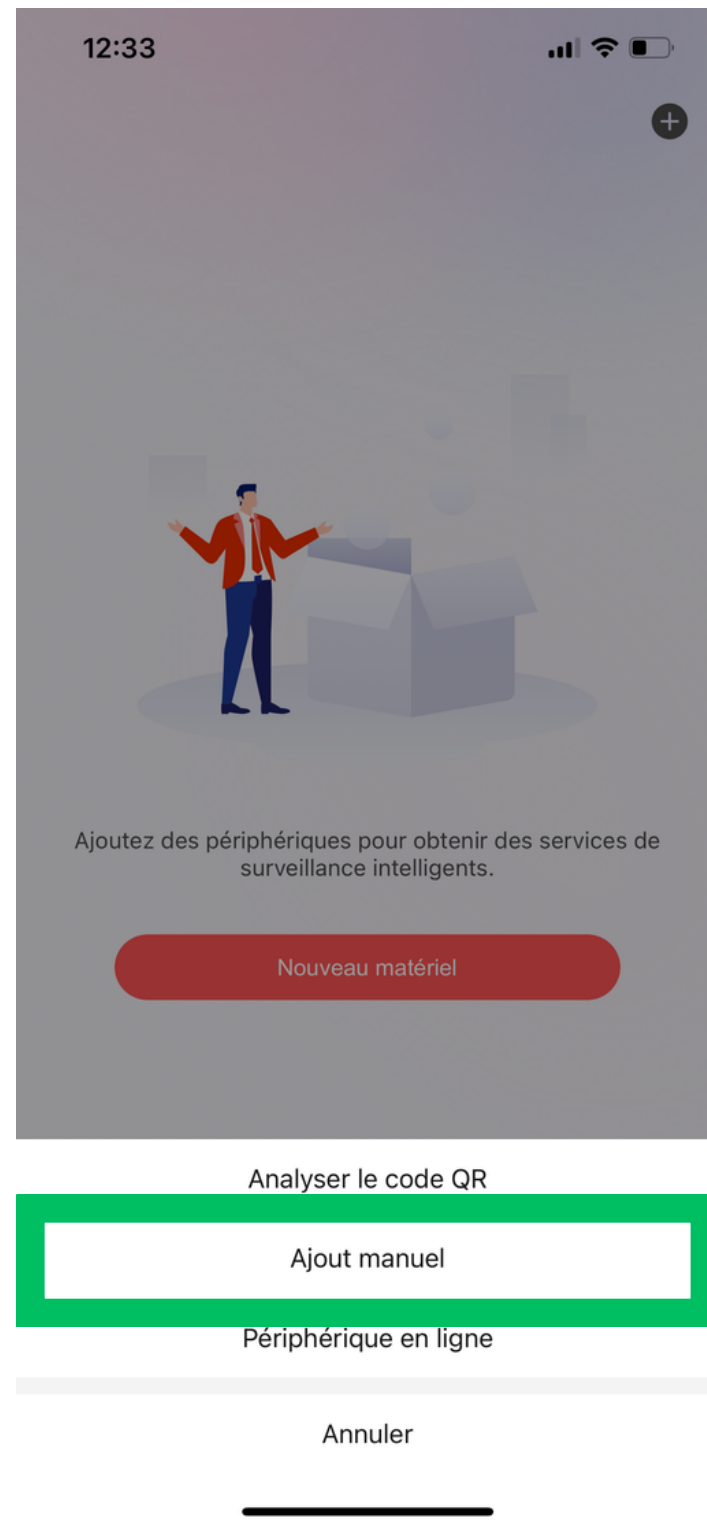 12:33
Ajoutez des périphériques pour obtenir des services de
surveillance intelligents.
Nouveau matériel
Analyser le code QR
Ajout manuel
Périphérique en ligne
Annuler